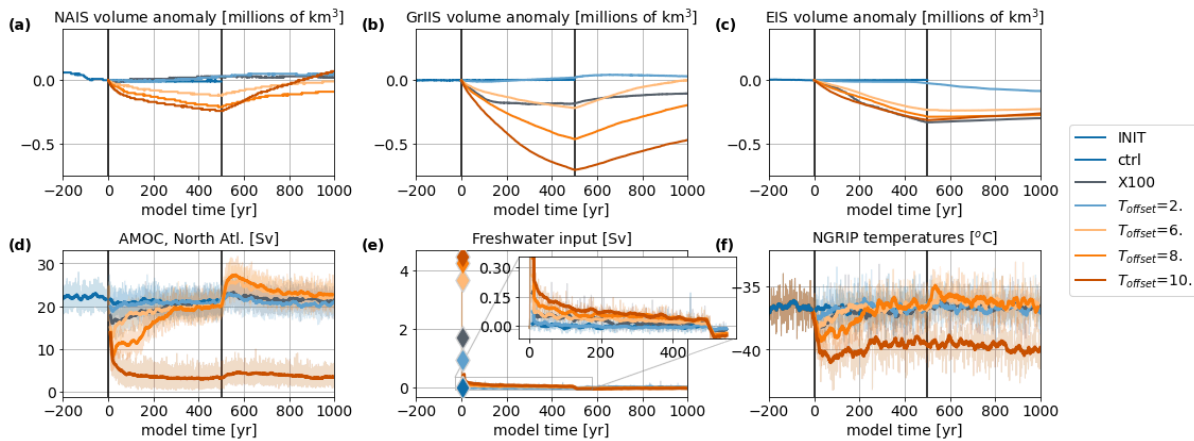 NAIS volume anomaly [millions of km³]
GrIIS volume anomaly [millions of km³]
EIS volume anomaly [millions of km³]
(a)
(b)
(c)
0.0
−0.5
−200 0 200 400 600 800 1000
model time [yr]
0.0
−0.5
−200 0 200 400 600 800 1000
model time [yr]
0.0
−0.5
−200 0 200 400 600 800 1000
model time [yr]
INIT
ctrl
X100
T_offset=2.
T_offset=6.
T_offset=8.
T_offset=10.
(d)
AMOC, North Atl. [Sv]
30
20
10
0
−200 0 200 400 600 800 1000
model time [yr]
(e)
Freshwater input [Sv]
4
2
0
0.30
0.15
0.00
0 200 400
−200 0 200 400 600 800 1000
model time [yr]
(f)
NGRIP temperatures [°C]
−35
−40
−200 0 200 400 600 800 1000
model time [yr]